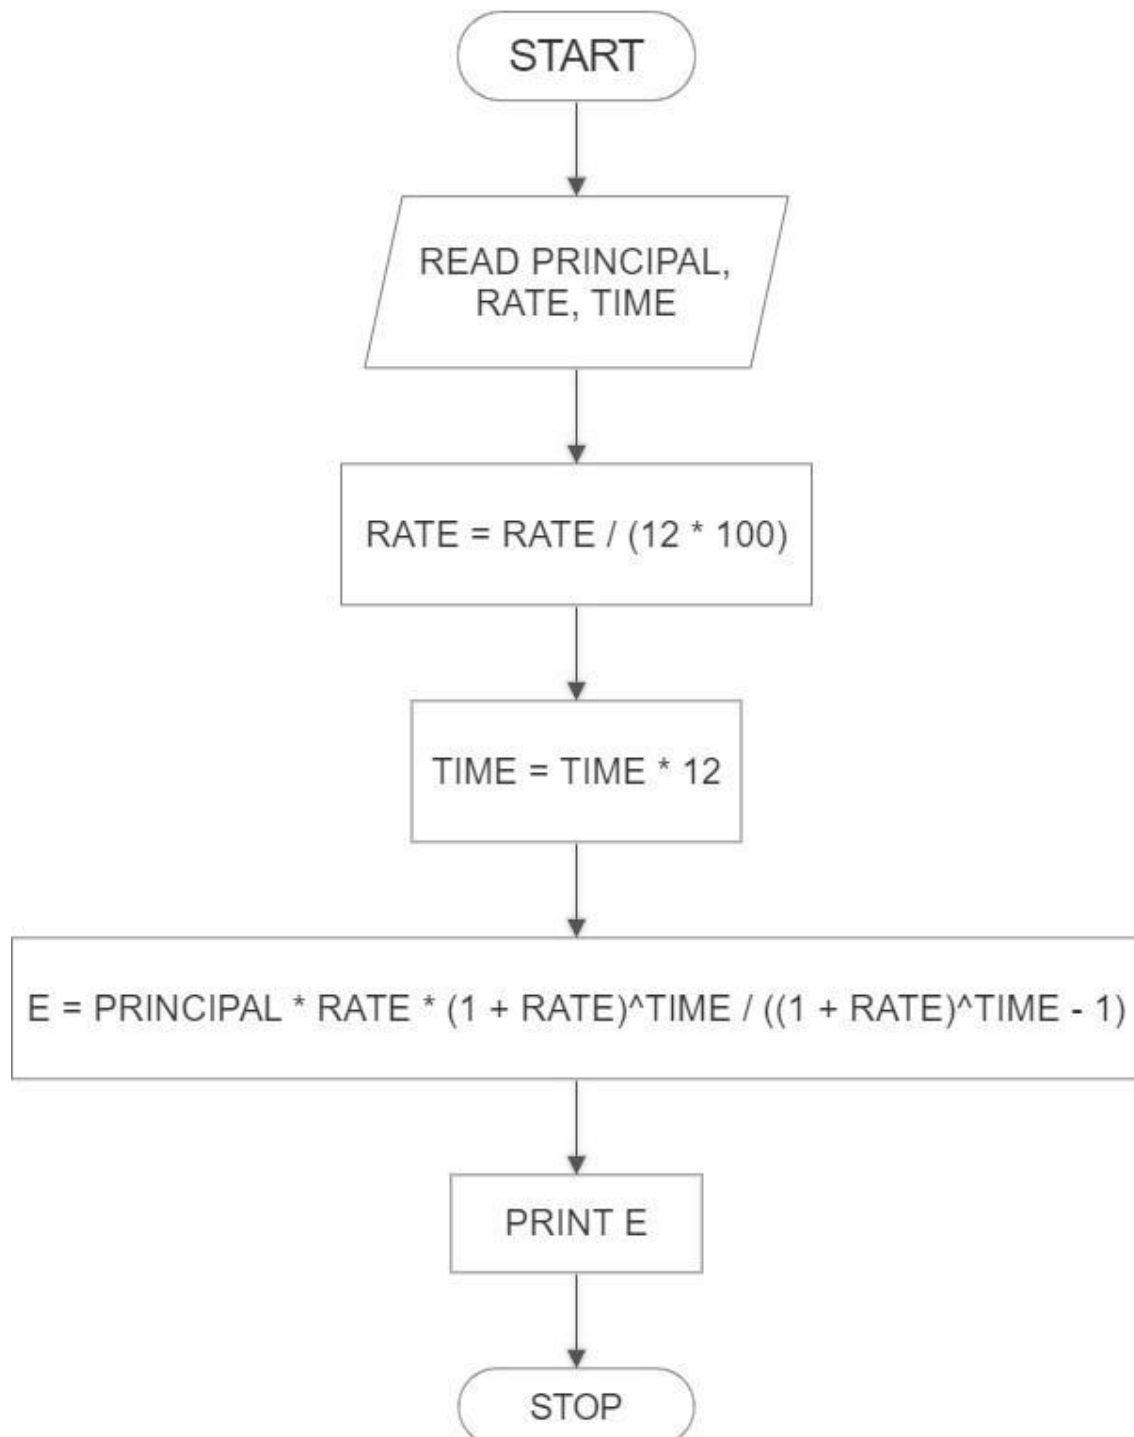 START
READ PRINCIPAL,
RATE, TIME
RATE = RATE / (12 * 100)
TIME = TIME * 12
E = PRINCIPAL * RATE * (1 + RATE)^TIME / ((1 + RATE)^TIME - 1)
PRINT E
STOP